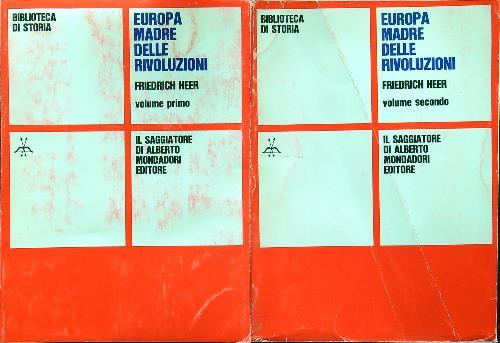 BIBLIOTECA
DI STORIA
EUROPA
MADRE
DELLE
RIVOLUZIONI
FRIEDRICH HEER
volume primo
IL SAGGIATORE
DI ALBERTO
MONDADORI
EDITORE
BIBLIOTECA
DI STORIA
EUROPA
MADRE
DELLE
RIVOLUZIONI
FRIEDRICH HEER
volume secondo
IL SAGGIATORE
DI ALBERTO
MONDADORI
EDITORE